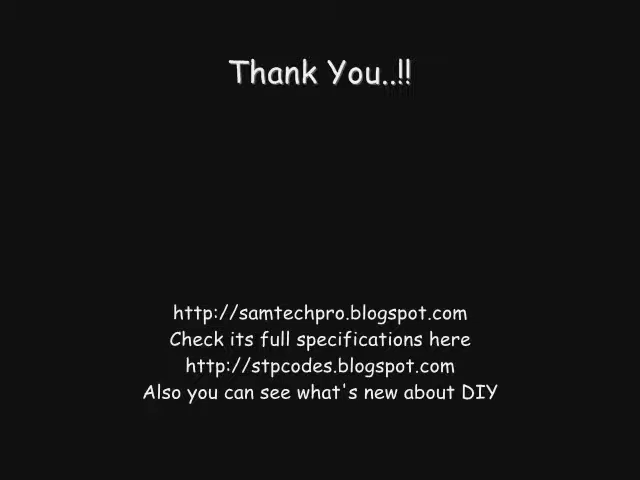 Thank You..!!
http://samtechpro.blogspot.com
Check its full specifications here
http://stpcodes.blogspot.com
Also you can see what's new about DIY